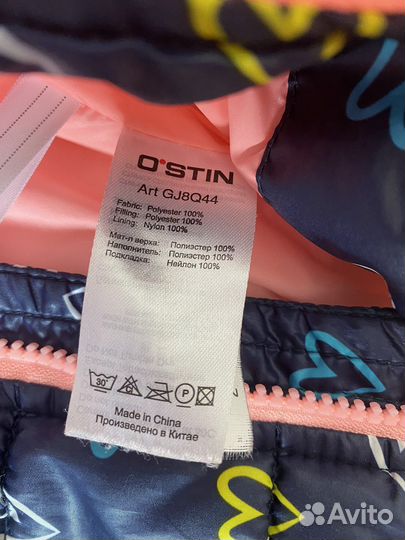 O'STIN
Art GJ8Q44
Fabric: Polyester 100%
Filling: Polyester 100%
Lining: Nylon 100%
Мат-л верха: Полиэстер 100%
Наполнитель: Полиэстер 100%
Подкладка: Нейлон 100%
30°
P
Made in China
Произведено в Китае
Avito